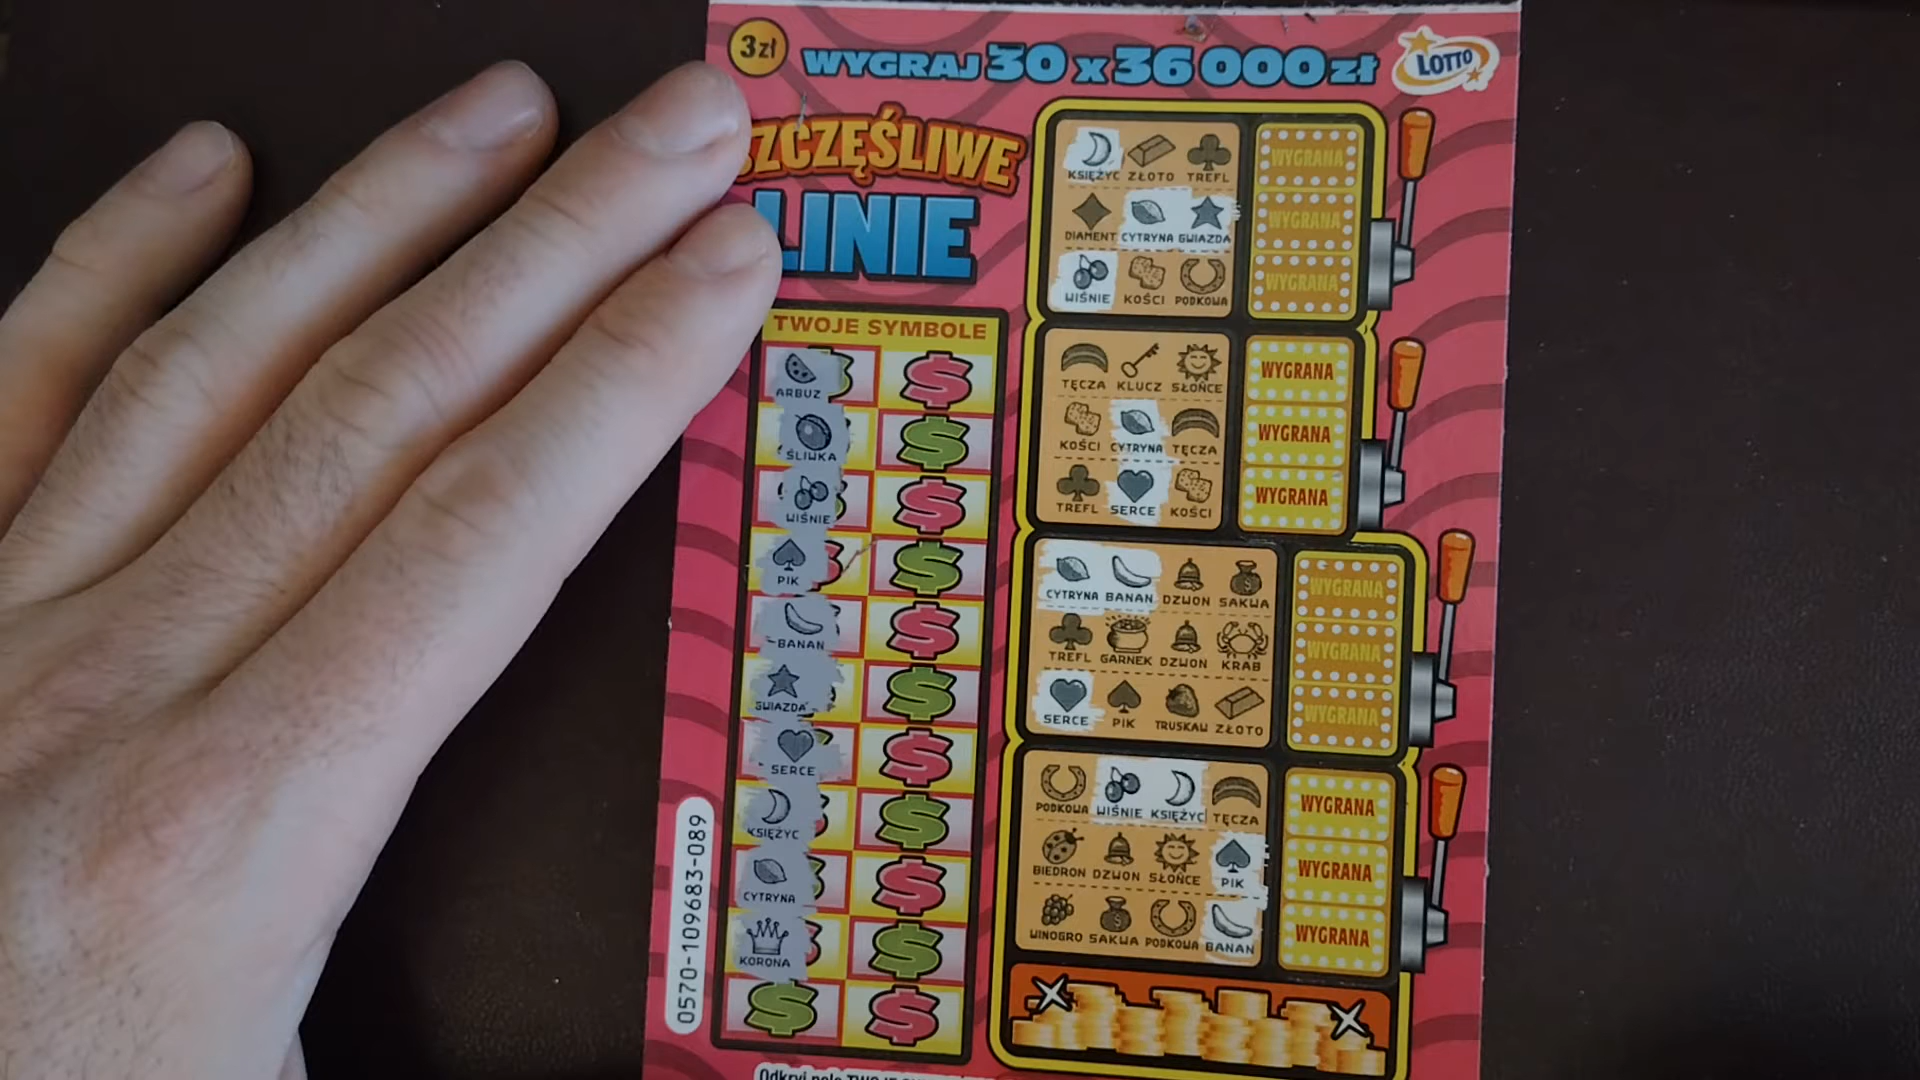 3zł
WYGRAJ 30 x 36 000 zł
LOTTO
SZCZĘŚLIWE
LINIE
TWOJE SYMBOLE
ARBUZ
ŚLIWKA
WIŚNIE
PIK
BANAN
GWIAZDA
SERCE
KSIĘŻYC
CYTRYNA
KORONA
0570-109683-089
KSIĘŻYC ZŁOTO TREFL
WYGRANA
DIAMENT CYTRYNA GWIAZDA
WYGRANA
WIŚNIE KOŚCI PODKOWA
WYGRANA
TĘCZA KLUCZ SŁOŃCE
WYGRANA
KOŚCI CYTRYNA TĘCZA
WYGRANA
TREFL SERCE KOŚCI
WYGRANA
CYTRYNA BANAN DZWON SAKWA
WYGRANA
TREFL GARNEK DZWON KRAB
WYGRANA
SERCE PIK TRUSKAW ZŁOTO
WYGRANA
PODKOWA WIŚNIE KSIĘŻYC TĘCZA
WYGRANA
BIEDRON DZWON SŁOŃCE PIK
WYGRANA
WINOGRO SAKWA PODKOWA BANAN
WYGRANA
Odkryj pole TWOJE